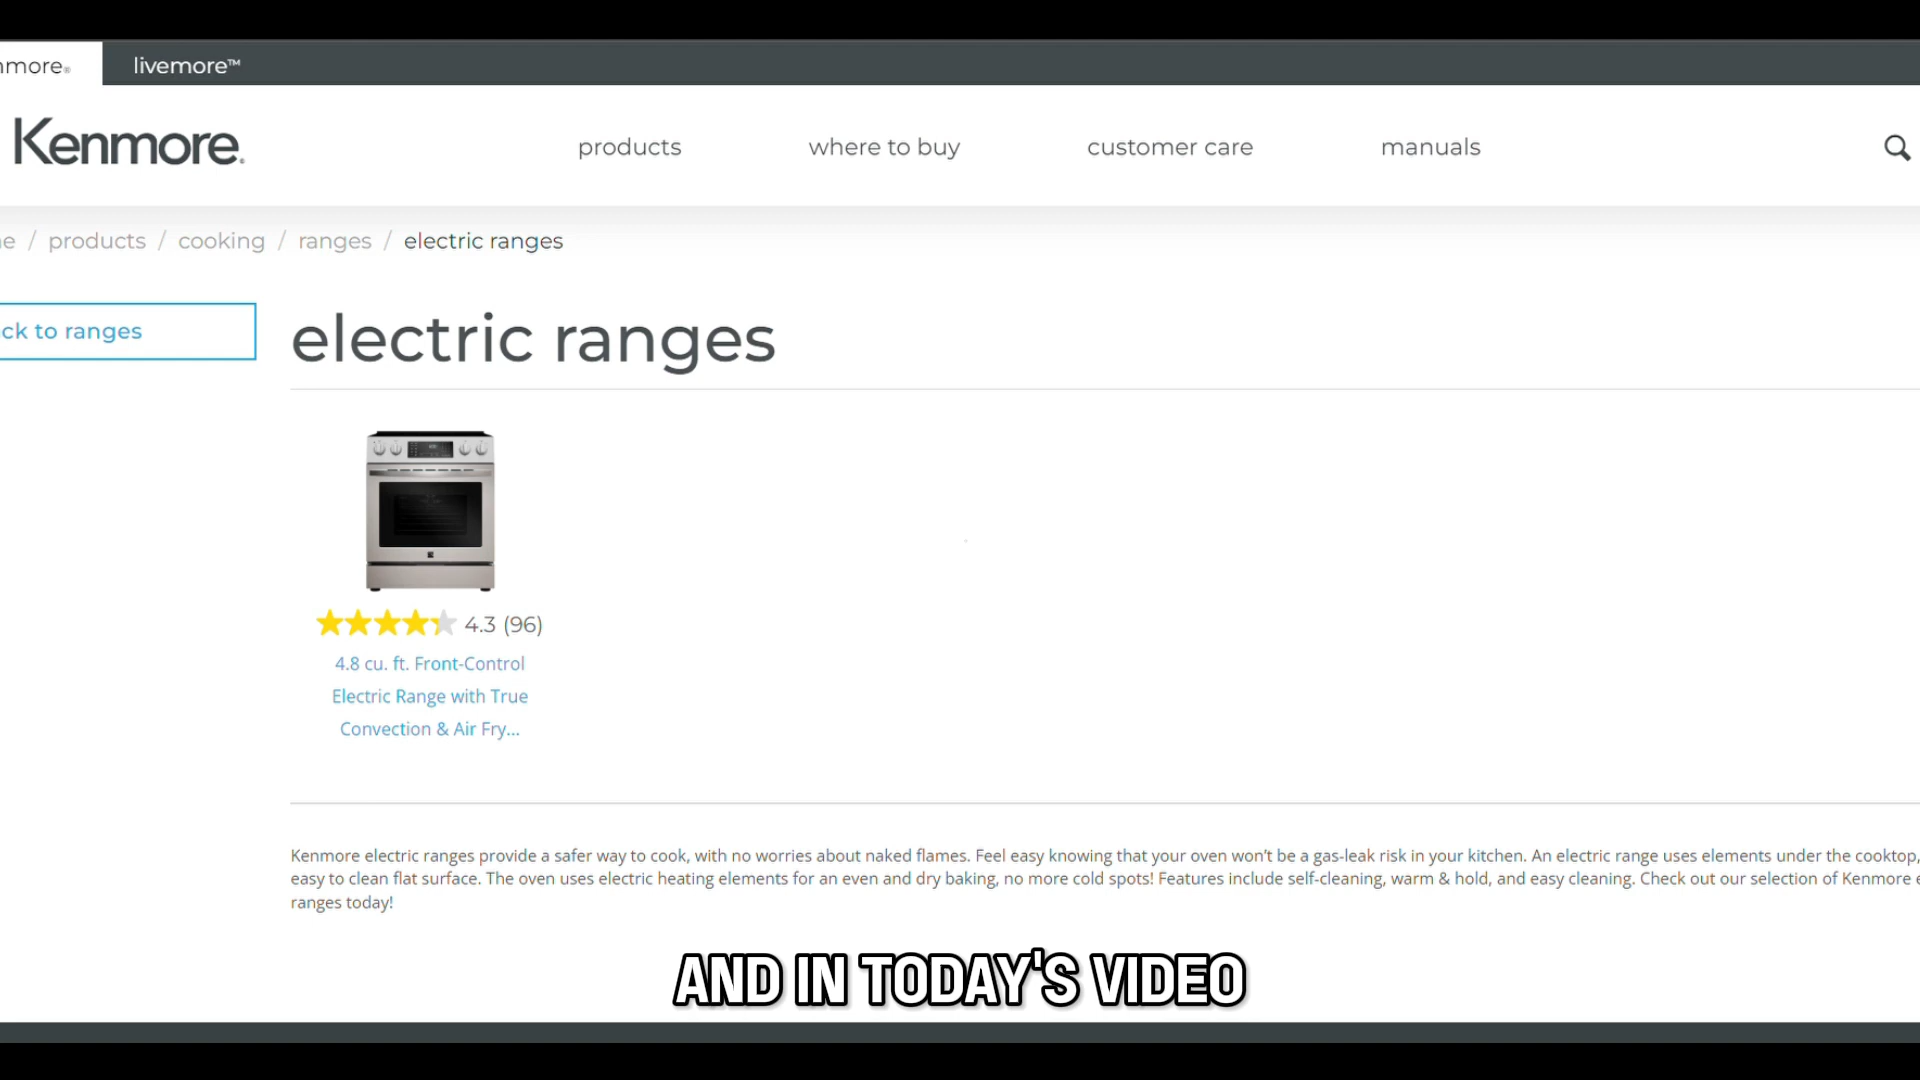 nmore®
livemore™
Kenmore®
products
where to buy
customer care
manuals
e / products / cooking / ranges / electric ranges
ck to ranges
electric ranges
4.3 (96)
4.8 cu. ft. Front-Control
Electric Range with True
Convection & Air Fry...
Kenmore electric ranges provide a safer way to cook, with no worries about naked flames. Feel easy knowing that your oven won't be a gas-leak risk in your kitchen. An electric range uses elements under the cooktop,
easy to clean flat surface. The oven uses electric heating elements for an even and dry baking, no more cold spots! Features include self-cleaning, warm & hold, and easy cleaning. Check out our selection of Kenmore e
ranges today!
AND IN TODAY'S VIDEO